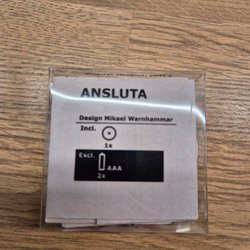 ANSLUTA
Design Mikael Warnhammar
Incl.
1x
Excl.
AAA
2x